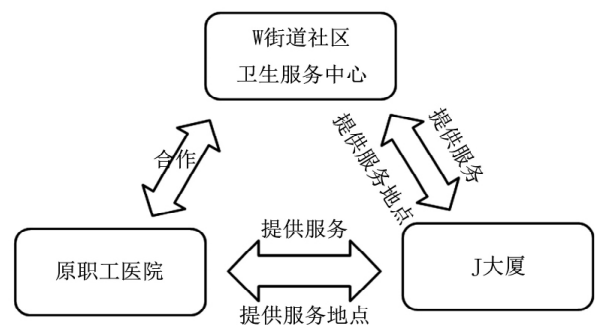 W街道社区
卫生服务中心
合作
提供服务地点
提供服务
提供服务
原职工医院
J大厦
提供服务地点